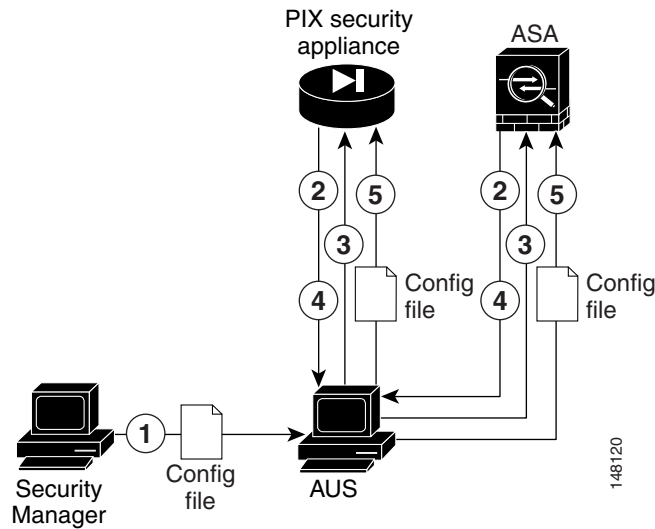 PIX security
appliance
ASA
2
5
2
5
3
3
4
Config
file
4
Config
file
1
Config
file
Security
Manager
AUS
148120